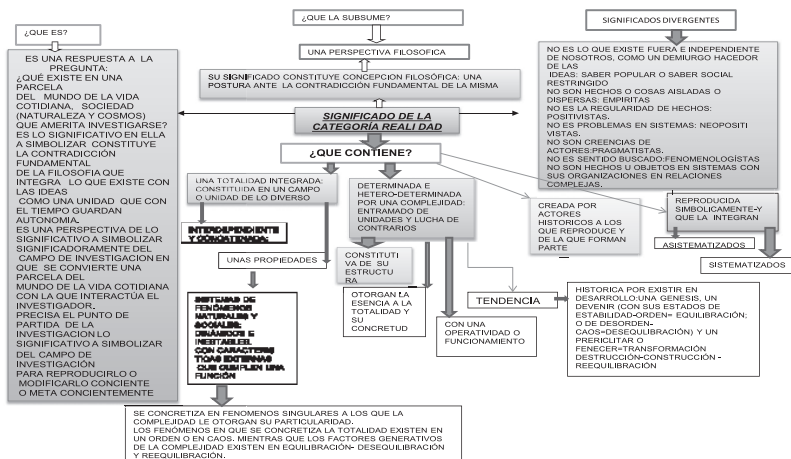 ¿QUE ES?
ES UNA RESPUESTA A LA
PREGUNTA:
¿QUÉ EXISTE EN UNA
PARCELA
DEL MUNDO DE LA VIDA
COTIDIANA, SOCIEDAD
(NATURALEZA Y COSMOS)
QUE AMERITA INVESTIGARSE?
ES LO SIGNIFICATIVO EN ELLA
A SIMBOLIZAR CONSTITUYE
LA CONTRADICCIÓN
FUNDAMENTAL
DE LA FILOSOFIA QUE
INTEGRA LO QUE EXISTE CON
LAS IDEAS
COMO UNA UNIDAD QUE CON
EL TIEMPO GUARDAN
AUTONOMIA.
ES UNA PERSPECTIVA DE LO
SIGNIFICATIVO A SIMBOLIZAR
SIGNIFICADORAMENTE DEL
CAMPO DE INVESTIGACION EN
QUE SE CONVIERTE UNA
PARCELA DEL
MUNDO DE LA VIDA COTIDIANA
CON LA QUE INTERACTÚA EL
INVESTIGADOR.
PRECISA EL PUNTO DE
PARTIDA DE LA
INVESTIGACION LO
SIGNIFICATIVO A SIMBOLIZAR
DEL CAMPO DE
INVESTIGACIÓN
PARA REPRODUCIRLO O
MODIFICARLO CONCIENTE
O META CONCIENTEMENTE
¿QUE LA SUBSUME?
UNA PERSPECTIVA FILOSOFICA
SU SIGNIFICADO CONSTITUYE CONCEPCION FILOSÓFICA: UNA
POSTURA ANTE LA CONTRADICCIÓN FUNDAMENTAL DE LA MISMA
SIGNIFICADO DE LA
CATEGORÍA REALI DAD
¿QUE CONTIENE?
SIGNIFICADOS DIVERGENTES
NO ES LO QUE EXISTE FUERA E INDEPENDIENTE
DE NOSOTROS, COMO UN DEMIURGO HACEDOR
DE LAS
IDEAS: SABER POPULAR O SABER SOCIAL
RESTRINGIDO
NO SON HECHOS O COSAS AISLADAS O
DISPERSAS: EMPIRITAS
NO ES LA REGULARIDAD DE HECHOS:
POSITIVISTAS.
NO ES PROBLEMAS EN SISTEMAS: NEOPOSITI
VISTAS.
NO SON CREENCIAS DE
ACTORES:PRAGMATISTAS.
NO ES SENTIDO BUSCADO:FENOMENOLOGÍSTAS
NO SON HECHOS U OBJETOS EN SISTEMAS CON
SUS ORGANIZACIONES EN RELACIONES
COMPLEJAS.
UNA TOTALIDAD INTEGRADA:
CONSTITUIDA EN UN CAMPO
O UNIDAD DE LO DIVERSO
INTERDEPENDIENTE
Y CONCATENADA:
UNAS PROPIEDADES
SISTEMAS DE
FENÓMENOS
NATURALES Y
SOCIALES:
DINÁMICOS E
INESTABLES,
CON CARACTERIS
TICAS EXTERNAS
QUE CUMPLEN UNA
FUNCIÓN
DETERMINADA E
HETERO-DETERMINADA
POR UNA COMPLEJIDAD:
ENTRAMADO DE
UNIDADES Y LUCHA DE
CONTRARIOS
CONSTITUTI
VA DE SU
ESTRUCTU
RA
OTORGAN LA
ESENCIA A LA
TOTALIDAD Y
SU
CONCRETUD
CON UNA
OPERATIVIDAD O
FUNCIONAMIENTO
TENDENCIA
CREADA POR
ACTORES
HISTORICOS A LOS
QUE REPRODUCE Y
DE LA QUE FORMAN
PARTE
REPRODUCIDA
SIMBOLICAMENTE-Y
QUE LA INTEGRAN
ASISTEMATIZADOS
SISTEMATIZADOS
HISTORICA POR EXISTIR EN
DESARROLLO:UNA GENESIS, UN
DEVENIR (CON SUS ESTADOS DE
ESTABILIDAD-ORDEN= EQUILIBRACIÓN;
O DE DESORDEN-
CAOS=DESEQULIBRACIÓN) Y UN
PRERICLITAR O
FENECER=TRANSFORMACIÓN
DESTRUCCIÓN-CONSTRUCCIÓN -
REEQUILIBRACIÓN
SE CONCRETIZA EN FENOMENOS SINGULARES A LOS QUE LA
COMPLEJIDAD LE OTORGAN SU PARTICULARIDAD.
LOS FENÓMENOS EN QUE SE CONCRETIZA LA TOTALIDAD EXISTEN EN
UN ORDEN O EN CAOS. MIENTRAS QUE LOS FACTORES GENERATIVOS
DE LA COMPLEJIDAD EXISTEN EN EQUILIBRACIÓN- DESEQUILIBRACIÓN
Y REEQUILIBRACIÓN.